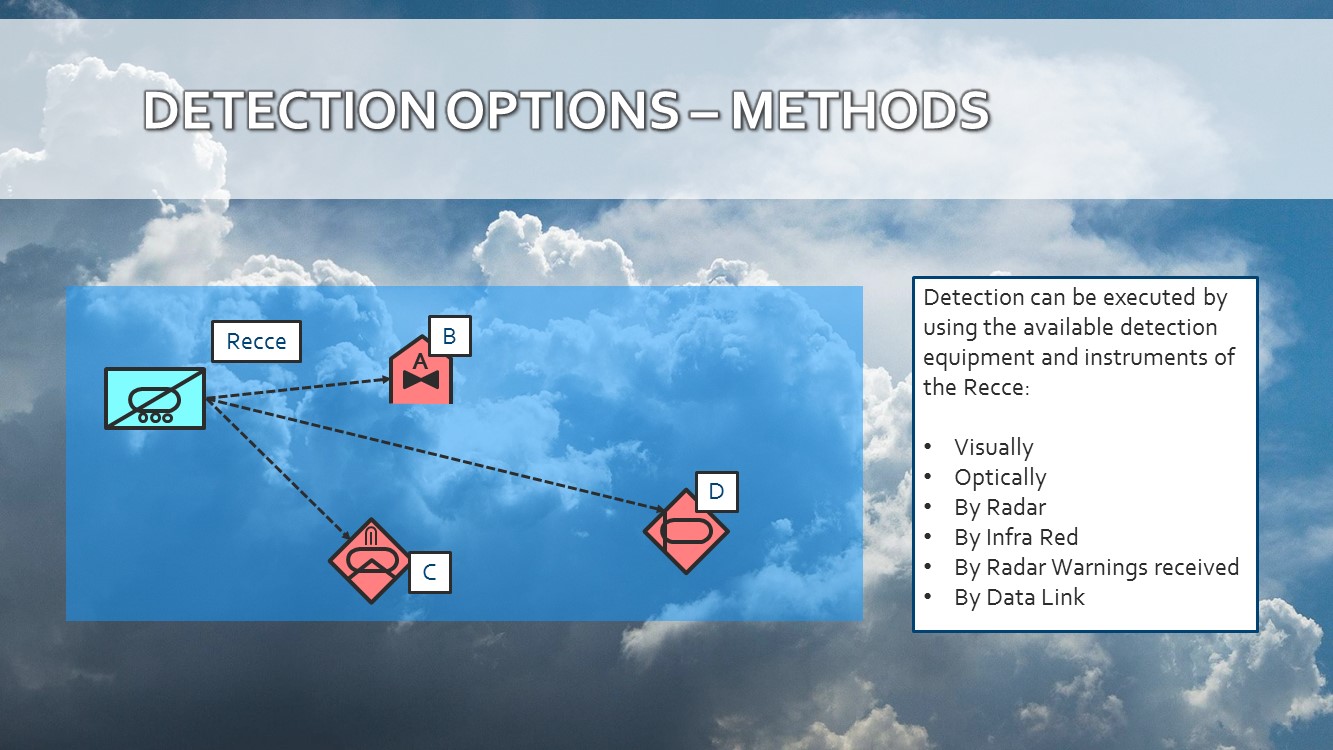 DETECTION OPTIONS – METHODS
Recce
B
A
D
C
Detection can be executed by
using the available detection
equipment and instruments of
the Recce:
• Visually
• Optically
• By Radar
• By Infra Red
• By Radar Warnings received
• By Data Link